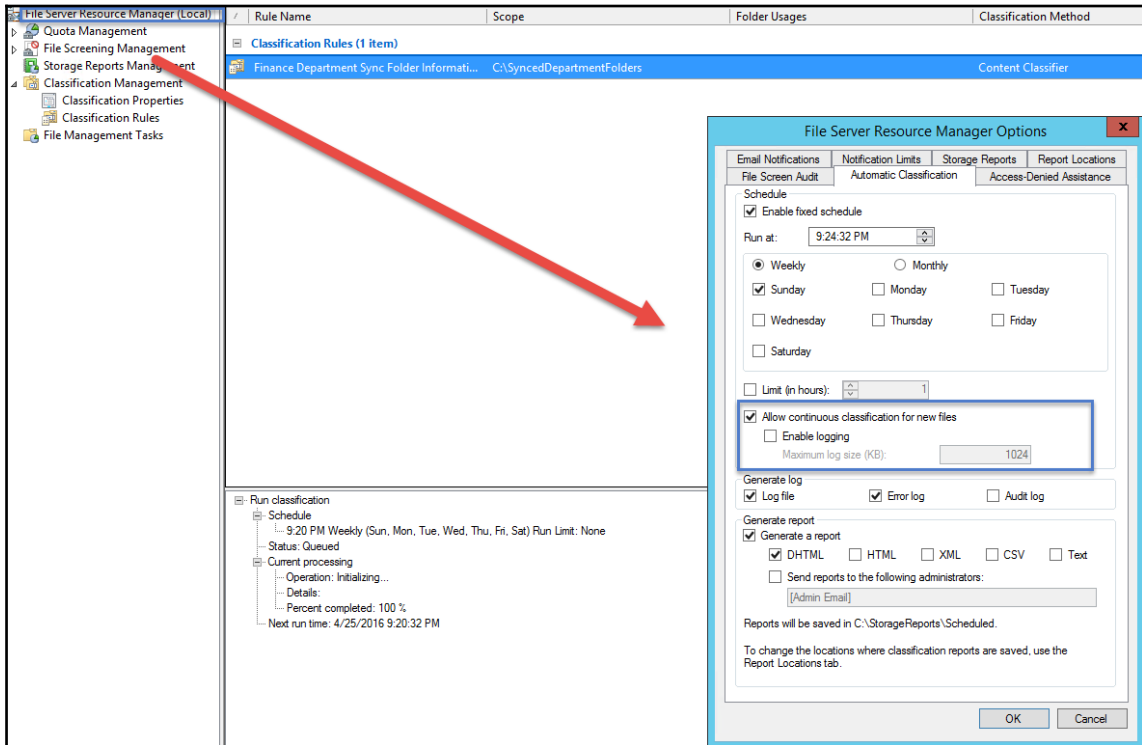 File Server Resource Manager (Local)
Quota Management
File Screening Management
Storage Reports Management
Classification Management
Classification Properties
Classification Rules
File Management Tasks
/ Rule Name Scope Folder Usages Classification Method
Classification Rules (1 item)
Finance Department Sync Folder Informati... C:\SyncedDepartmentFolders Content Classifier
Run classification
Schedule
9:20 PM Weekly (Sun, Mon, Tue, Wed, Thu, Fri, Sat) Run Limit: None
Status: Queued
Current processing
Operation: Initializing...
Details:
Percent completed: 100 %
Next run time: 4/25/2016 9:20:32 PM
File Server Resource Manager Options x
Email Notifications Notification Limits Storage Reports Report Locations
File Screen Audit Automatic Classification Access-Denied Assistance
Schedule
Enable fixed schedule
Run at: 9:24:32 PM
Weekly Monthly
Sunday Monday Tuesday
Wednesday Thursday Friday
Saturday
Limit (in hours): 1
Allow continuous classification for new files
Enable logging
Maximum log size (KB): 1024
Generate log
Log file Error log Audit log
Generate report
Generate a report
DHTML HTML XML CSV Text
Send reports to the following administrators:
[Admin Email]
Reports will be saved in C:\StorageReports\Scheduled.
To change the locations where classification reports are saved, use the
Report Locations tab.
OK Cancel